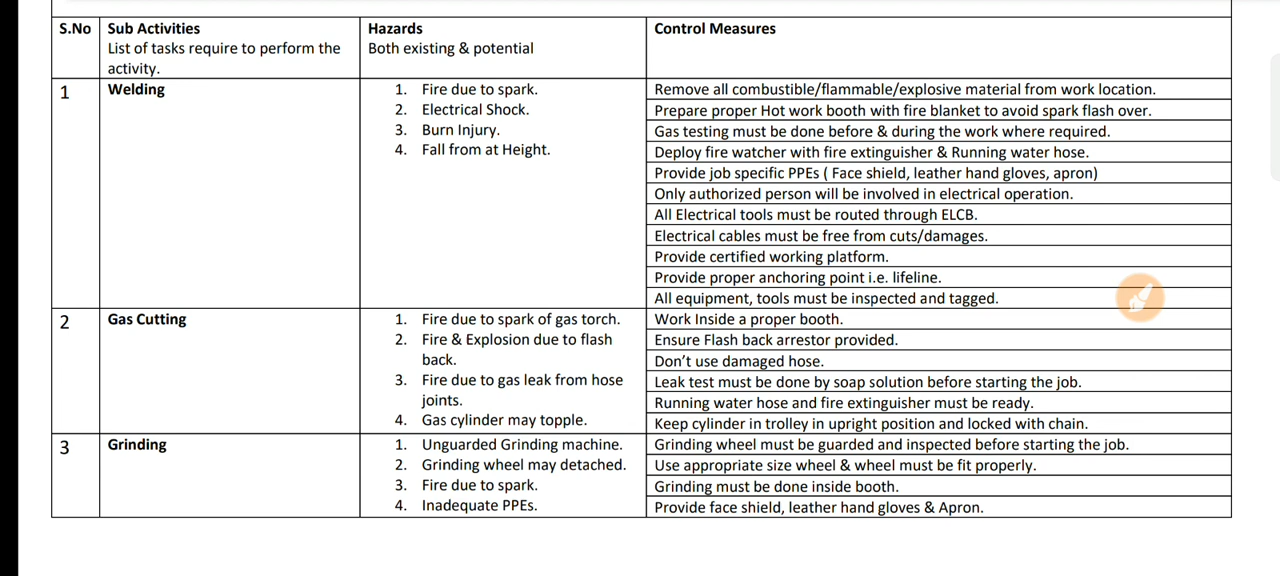 S.No Sub Activities Hazards Control Measures
List of tasks require to perform the activity. Both existing & potential
1 Welding
1. Fire due to spark.
2. Electrical Shock.
3. Burn Injury.
4. Fall from at Height.
Remove all combustible/flammable/explosive material from work location.
Prepare proper Hot work booth with fire blanket to avoid spark flash over.
Gas testing must be done before & during the work where required.
Deploy fire watcher with fire extinguisher & Running water hose.
Provide job specific PPEs ( Face shield, leather hand gloves, apron)
Only authorized person will be involved in electrical operation.
All Electrical tools must be routed through ELCB.
Electrical cables must be free from cuts/damages.
Provide certified working platform.
Provide proper anchoring point i.e. lifeline.
All equipment, tools must be inspected and tagged.
2 Gas Cutting
1. Fire due to spark of gas torch.
2. Fire & Explosion due to flash
back.
3. Fire due to gas leak from hose
joints.
4. Gas cylinder may topple.
Work Inside a proper booth.
Ensure Flash back arrestor provided.
Don’t use damaged hose.
Leak test must be done by soap solution before starting the job.
Running water hose and fire extinguisher must be ready.
Keep cylinder in trolley in upright position and locked with chain.
3 Grinding
1. Unguarded Grinding machine.
2. Grinding wheel may detached.
3. Fire due to spark.
4. Inadequate PPEs.
Grinding wheel must be guarded and inspected before starting the job.
Use appropriate size wheel & wheel must be fit properly.
Grinding must be done inside booth.
Provide face shield, leather hand gloves & Apron.